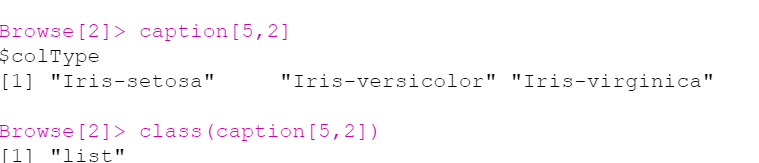 Browse[2]> caption[5,2]
$colType
[1] "Iris-setosa"     "Iris-versicolor" "Iris-virginica"
Browse[2]> class(caption[5,2])
[1] "list"